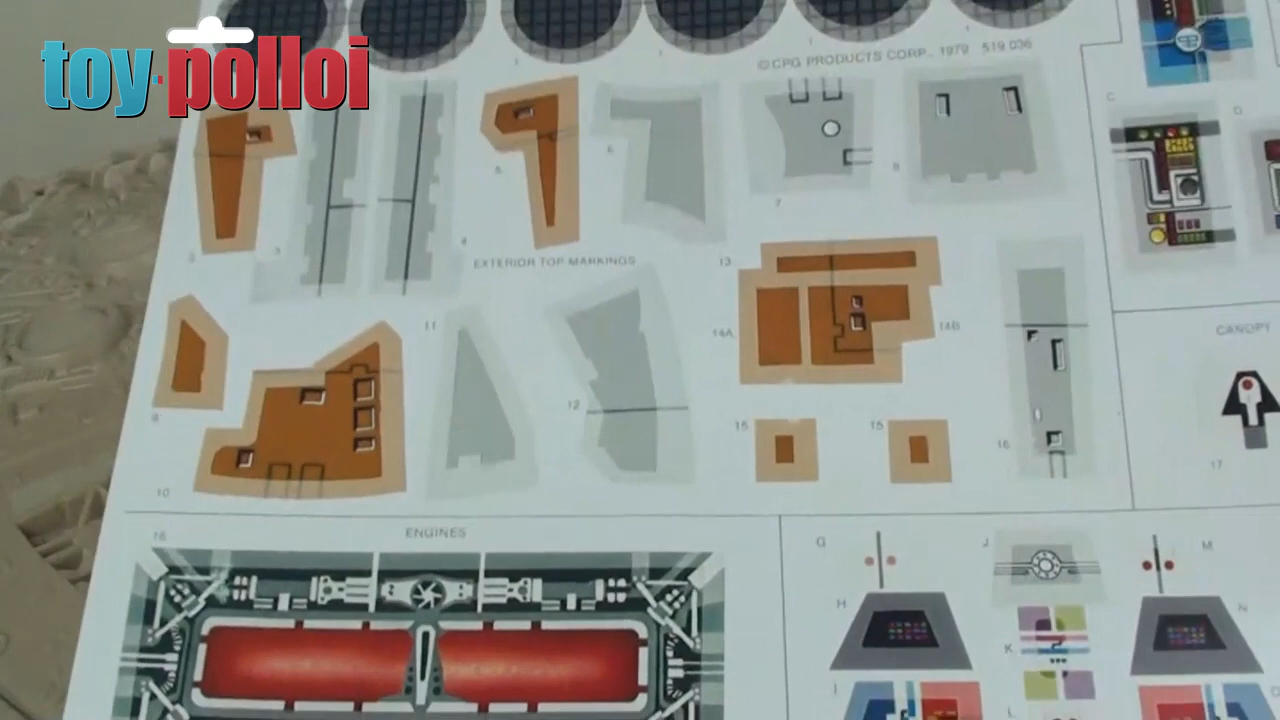 toy·polloi
© CPG PRODUCTS CORP., 1979 519 036
C
D
6
5
8
7
3
4
EXTERIOR TOP MARKINGS
13
11
14A
14B
CANOPY
12
9
15
15
16
17
10
ENGINES
G
J
M
H
N
K
I
L